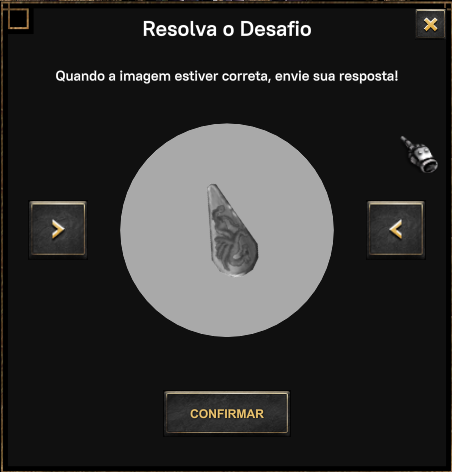 Resolva o Desafio
Quando a imagem estiver correta, envie sua resposta!
CONFIRMAR